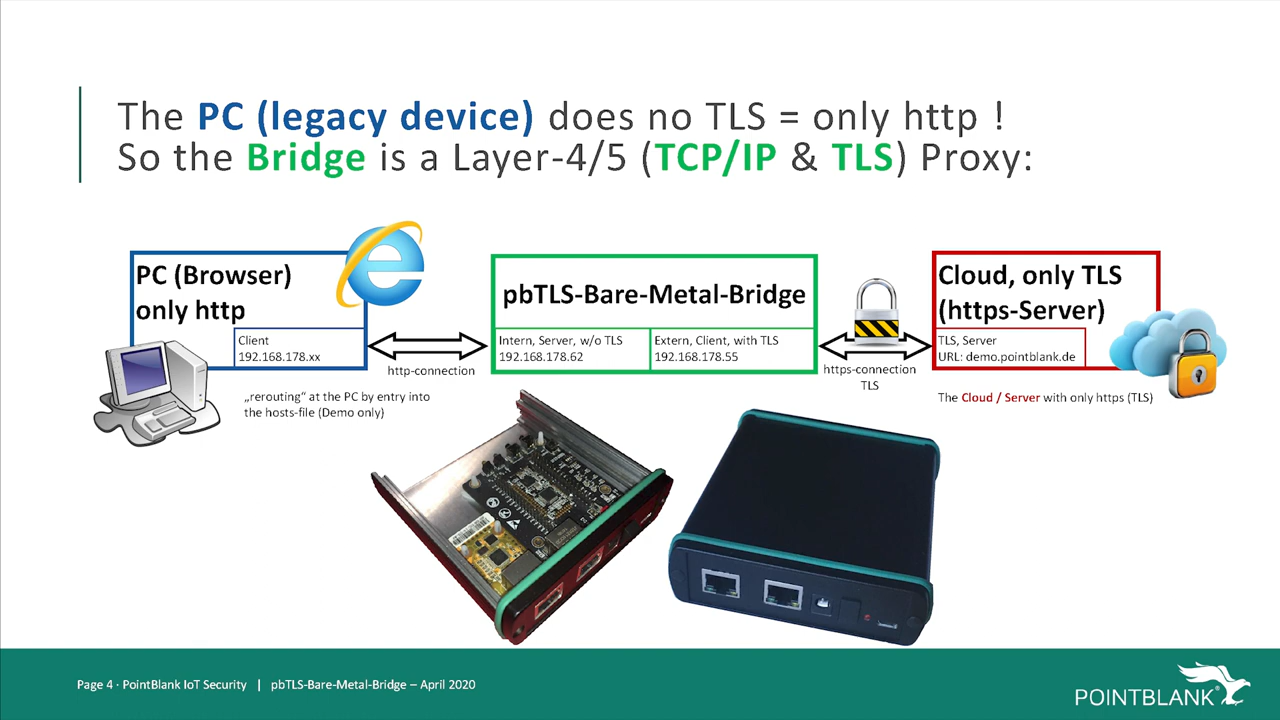 The PC (legacy device) does no TLS = only http !
So the Bridge is a Layer-4/5 (TCP/IP & TLS) Proxy:
PC (Browser)
only http
Client
192.168.178.xx
http-connection
„rerouting“ at the PC by entry into
the hosts-file (Demo only)
pbTLS-Bare-Metal-Bridge
Intern, Server, w/o TLS
192.168.178.62
Extern, Client, with TLS
192.168.178.55
https-connection
TLS
Cloud, only TLS
(https-Server)
TLS, Server
URL: demo.pointblank.de
The Cloud / Server with only https (TLS)
Page 4 · PointBlank IoT Security | pbTLS-Bare-Metal-Bridge – April 2020
POINTBLANK®